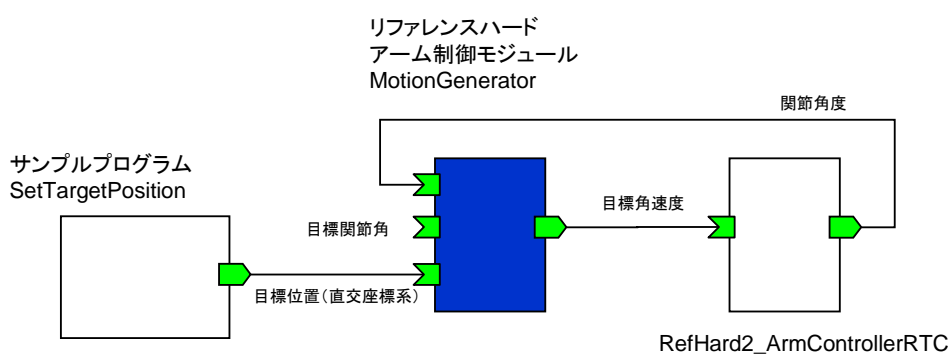 リファレンスハード
アーム制御モジュール
MotionGenerator
関節角度
サンプルプログラム
SetTargetPosition
目標角速度
目標関節角
目標位置(直交座標系)
RefHard2_ArmControllerRTC